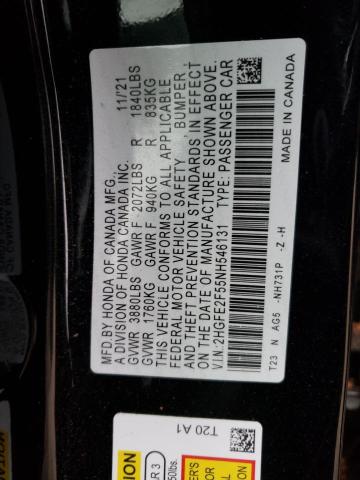 MFD.BY HONDA OF CANADA MFG., 11/21
A DIVISION OF HONDA CANADA INC.
GVWR 3880LBS GAWR F 2072LBS R 1840LBS
GVWR 1760KG GAWR F 940KG R 835KG
THIS VEHICLE CONFORMS TO ALL APPLICABLE
FEDERAL MOTOR VEHICLE SAFETY, BUMPER,
AND THEFT PREVENTION STANDARDS IN EFFECT
ON THE DATE OF MANUFACTURE SHOWN ABOVE.
V.I.N: 2HGFE2F55NH546131 TYPE: PASSENGER CAR
T23 N AG5 -NH731P -Z -H MADE IN CANADA
T20 A1